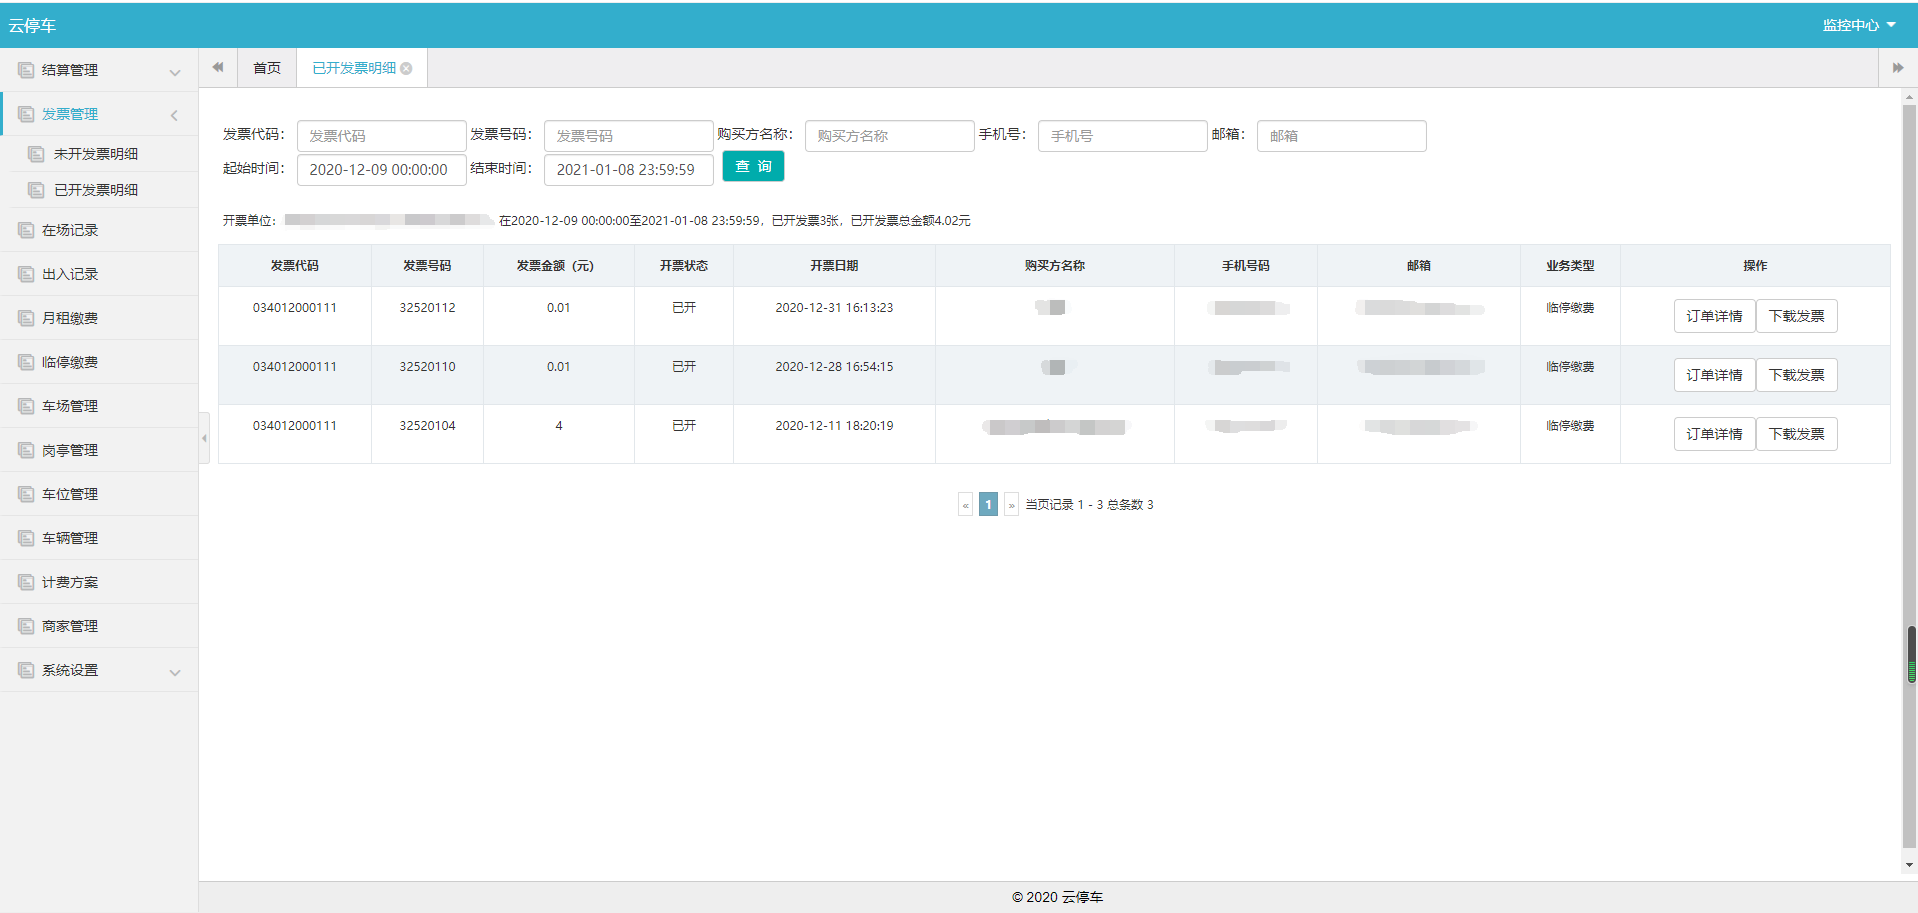 云停车
监控中心
结算管理
发票管理
未开发票明细
已开发票明细
在场记录
出入记录
月租缴费
临停缴费
车场管理
岗亭管理
车位管理
车辆管理
计费方案
商家管理
系统设置
首页 已开发票明细
发票代码: 发票代码 发票号码: 发票号码 购买方名称: 购买方名称 手机号: 手机号 邮箱: 邮箱
起始时间: 2020-12-09 00:00:00 结束时间: 2021-01-08 23:59:59 查 询
开票单位: 在2020-12-09 00:00:00至2021-01-08 23:59:59，已开发票3张，已开发票总金额4.02元
发票代码 发票号码 发票金额（元） 开票状态 开票日期 购买方名称 手机号码 邮箱 业务类型 操作
034012000111 32520112 0.01 已开 2020-12-31 16:13:23 临停缴费 订单详情 下载发票
034012000111 32520110 0.01 已开 2020-12-28 16:54:15 临停缴费 订单详情 下载发票
034012000111 32520104 4 已开 2020-12-11 18:20:19 临停缴费 订单详情 下载发票
« 1 » 当页记录 1 - 3 总条数 3
© 2020 云停车